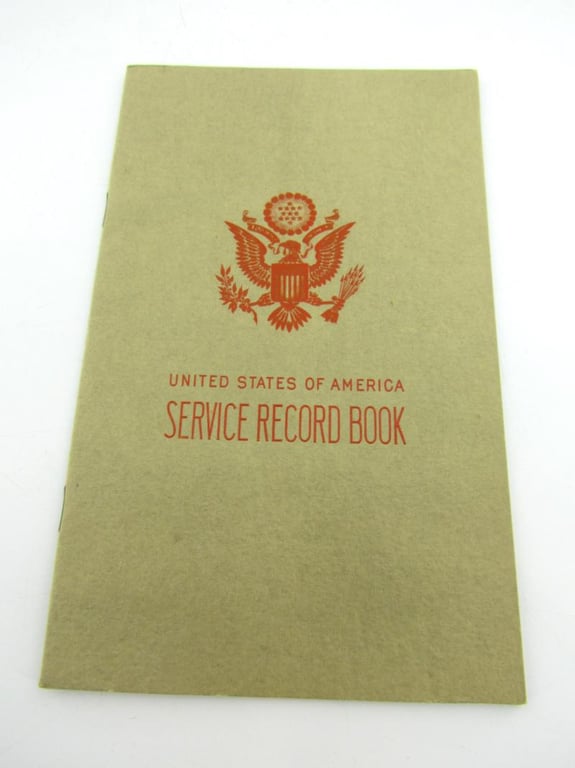 UNITED STATES OF AMERICA
SERVICE RECORD BOOK